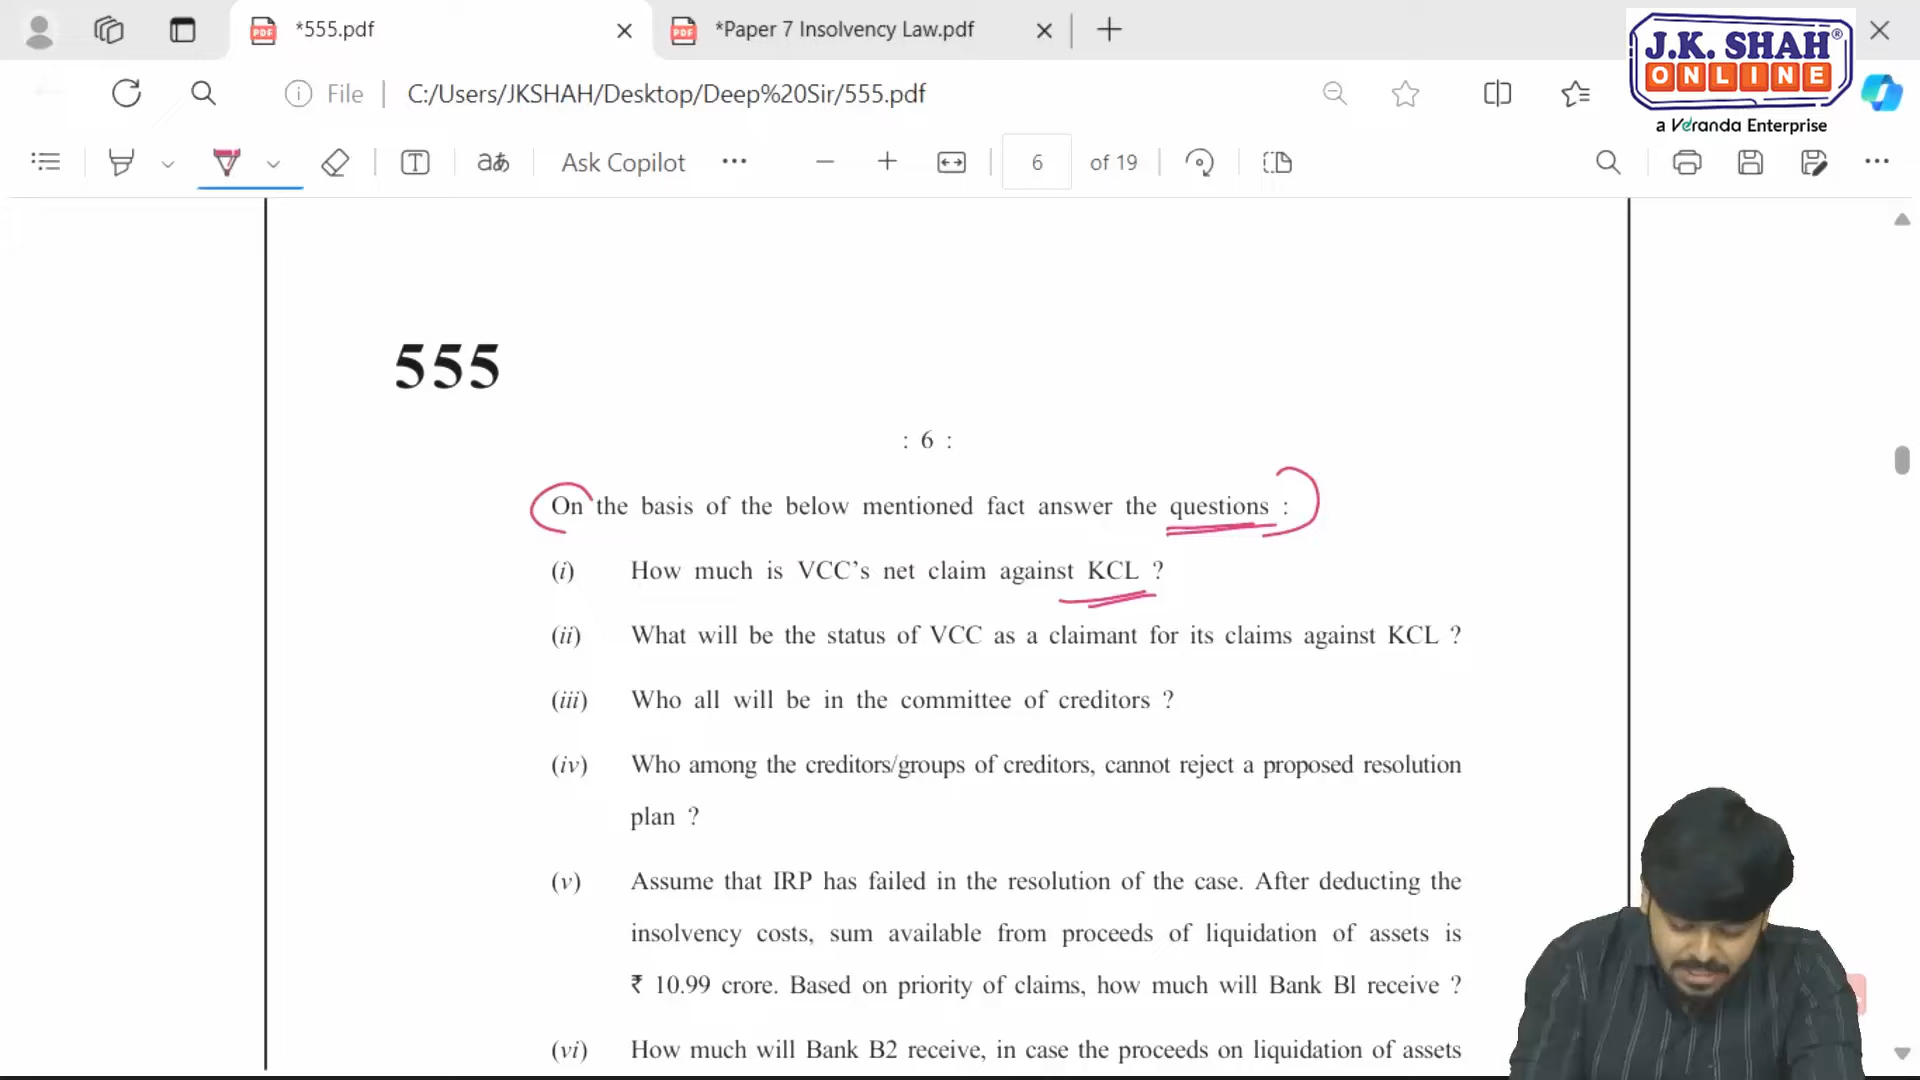 *555.pdf
*Paper 7 Insolvency Law.pdf
J.K. SHAH®
ONLINE
a Veranda Enterprise
File
C:/Users/JKSHAH/Desktop/Deep%20Sir/555.pdf
Ask Copilot
6
of 19
555
: 6 :
On the basis of the below mentioned fact answer the questions :
(i) How much is VCC's net claim against KCL ?
(ii) What will be the status of VCC as a claimant for its claims against KCL ?
(iii) Who all will be in the committee of creditors ?
(iv) Who among the creditors/groups of creditors, cannot reject a proposed resolution
plan ?
(v) Assume that IRP has failed in the resolution of the case. After deducting the
insolvency costs, sum available from proceeds of liquidation of assets is
₹ 10.99 crore. Based on priority of claims, how much will Bank Bl receive ?
(vi) How much will Bank B2 receive, in case the proceeds on liquidation of assets